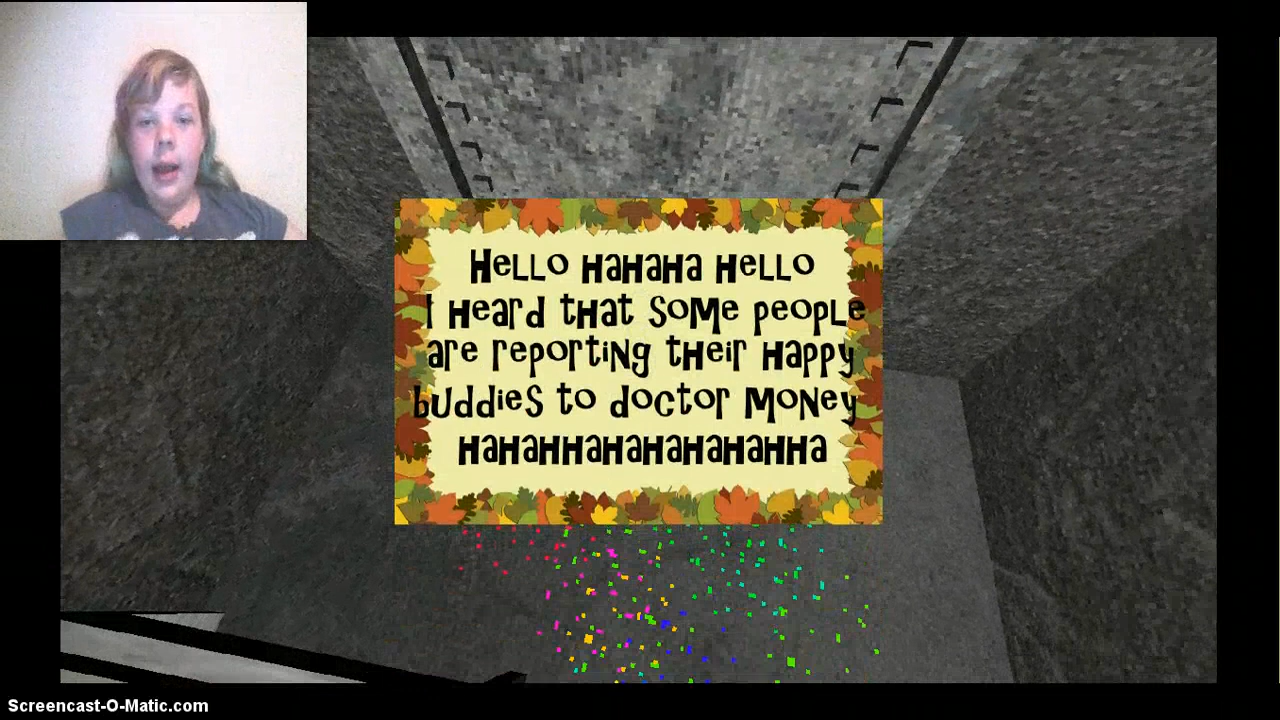 Hello HaHaHa Hello
I Heard tHat soMe people
are reportiNg tHeir Happy
buddies to doctor MoNey
HaHaHHaHaHaHaHaHHa
Screencast-O-Matic.com